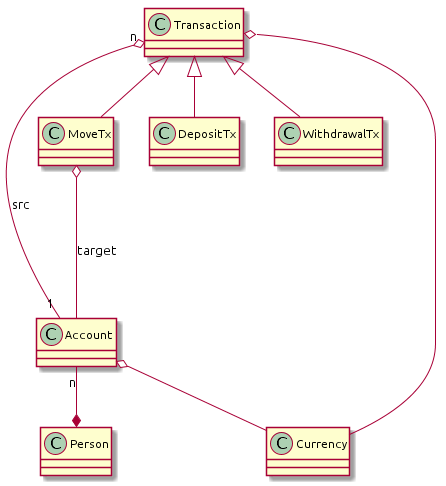 C Transaction
n
C MoveTx
C DepositTx
C WithdrawalTx
src
target
1
C Account
n
C Person
C Currency